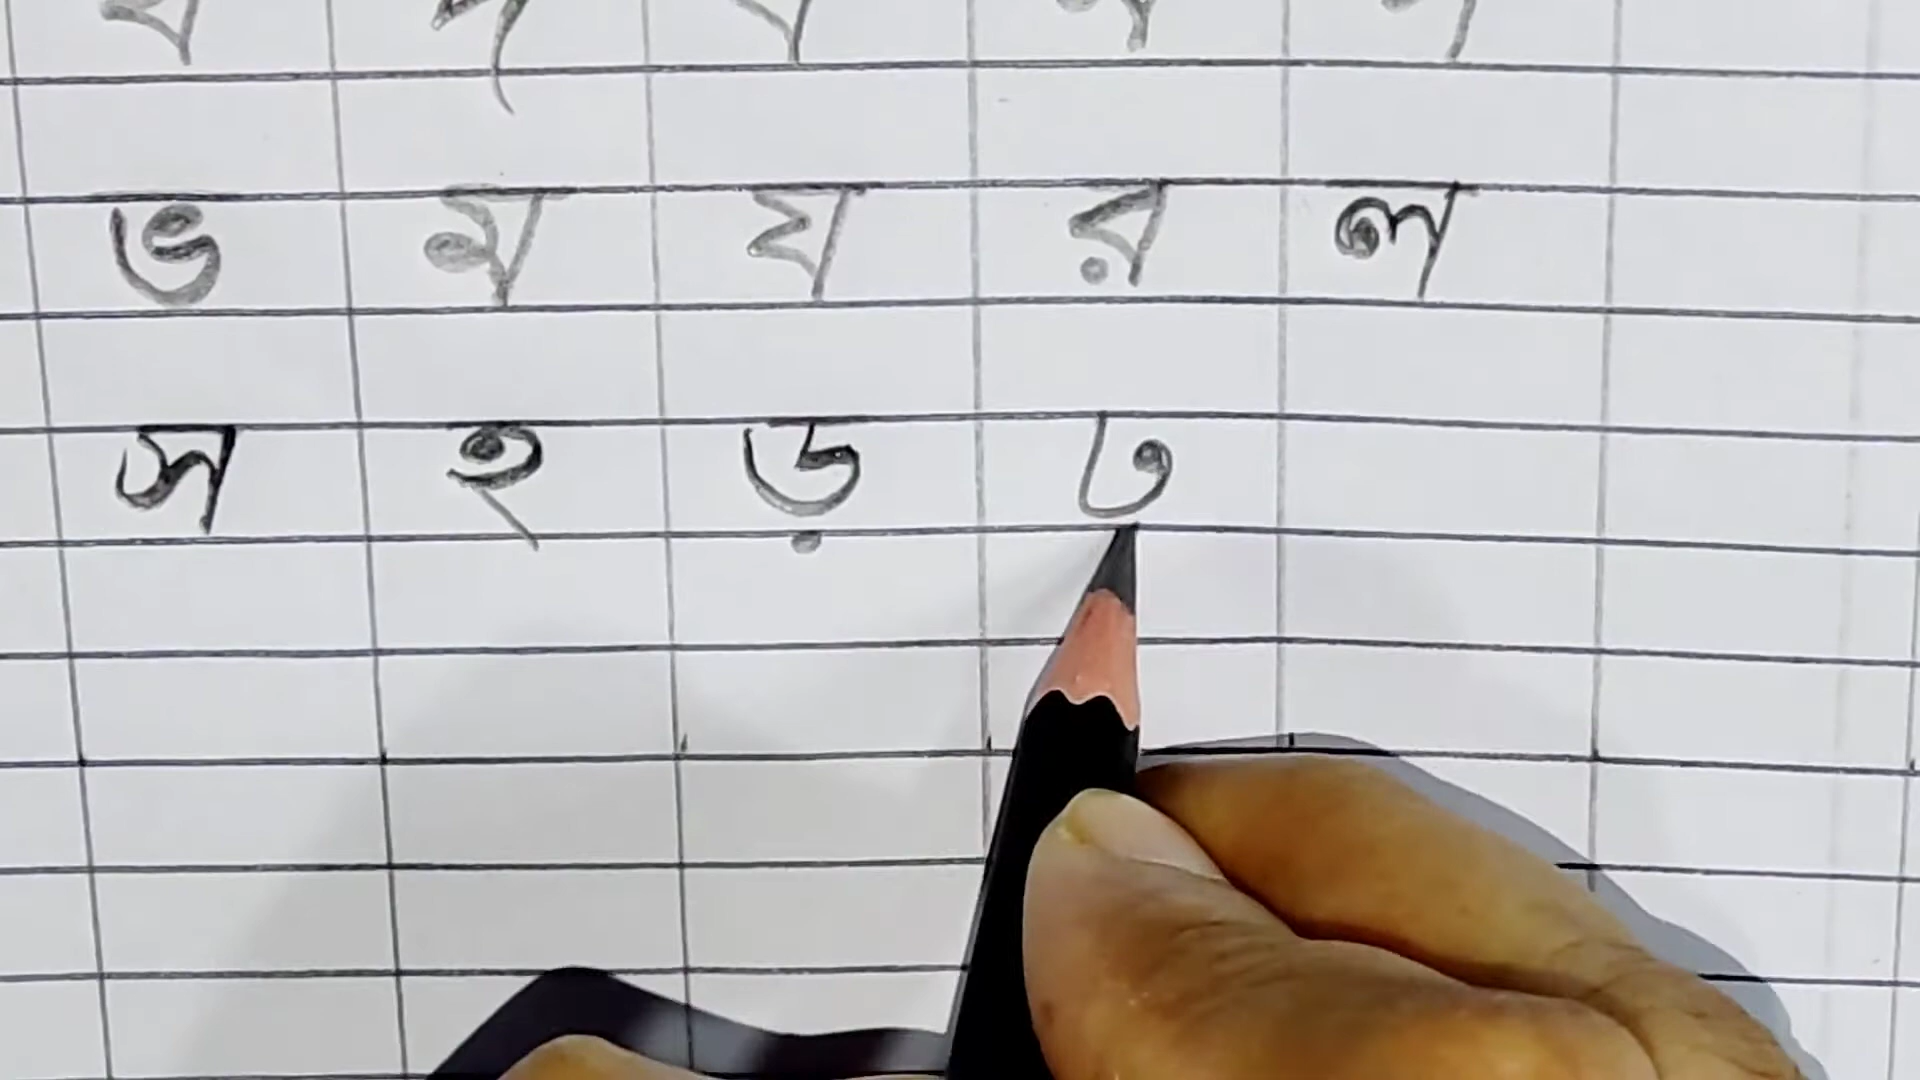 ভ ম য র ল
স হ ড় ঢ